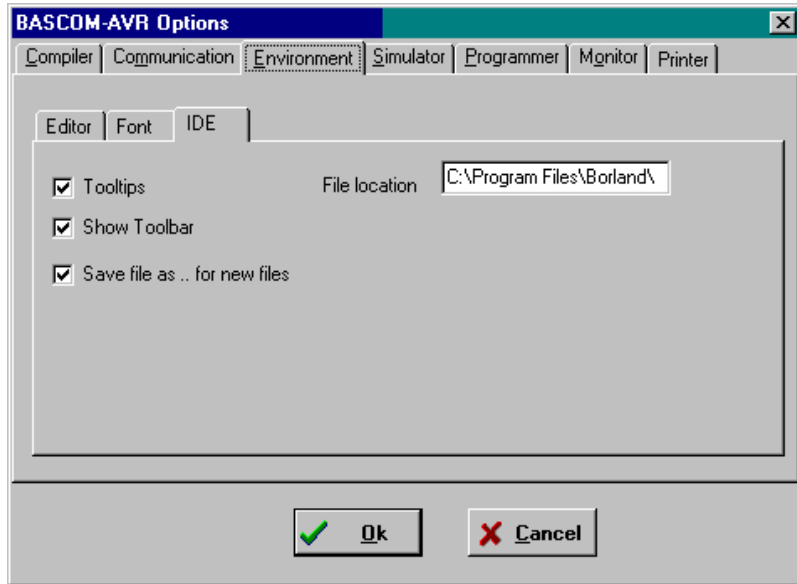 BASCOM-AVR Options
Compiler Communication Environment Simulator Programmer Monitor Printer
Editor Font IDE
Tooltips File location C:\Program Files\Borland\
Show Toolbar
Save file as .. for new files
Ok Cancel